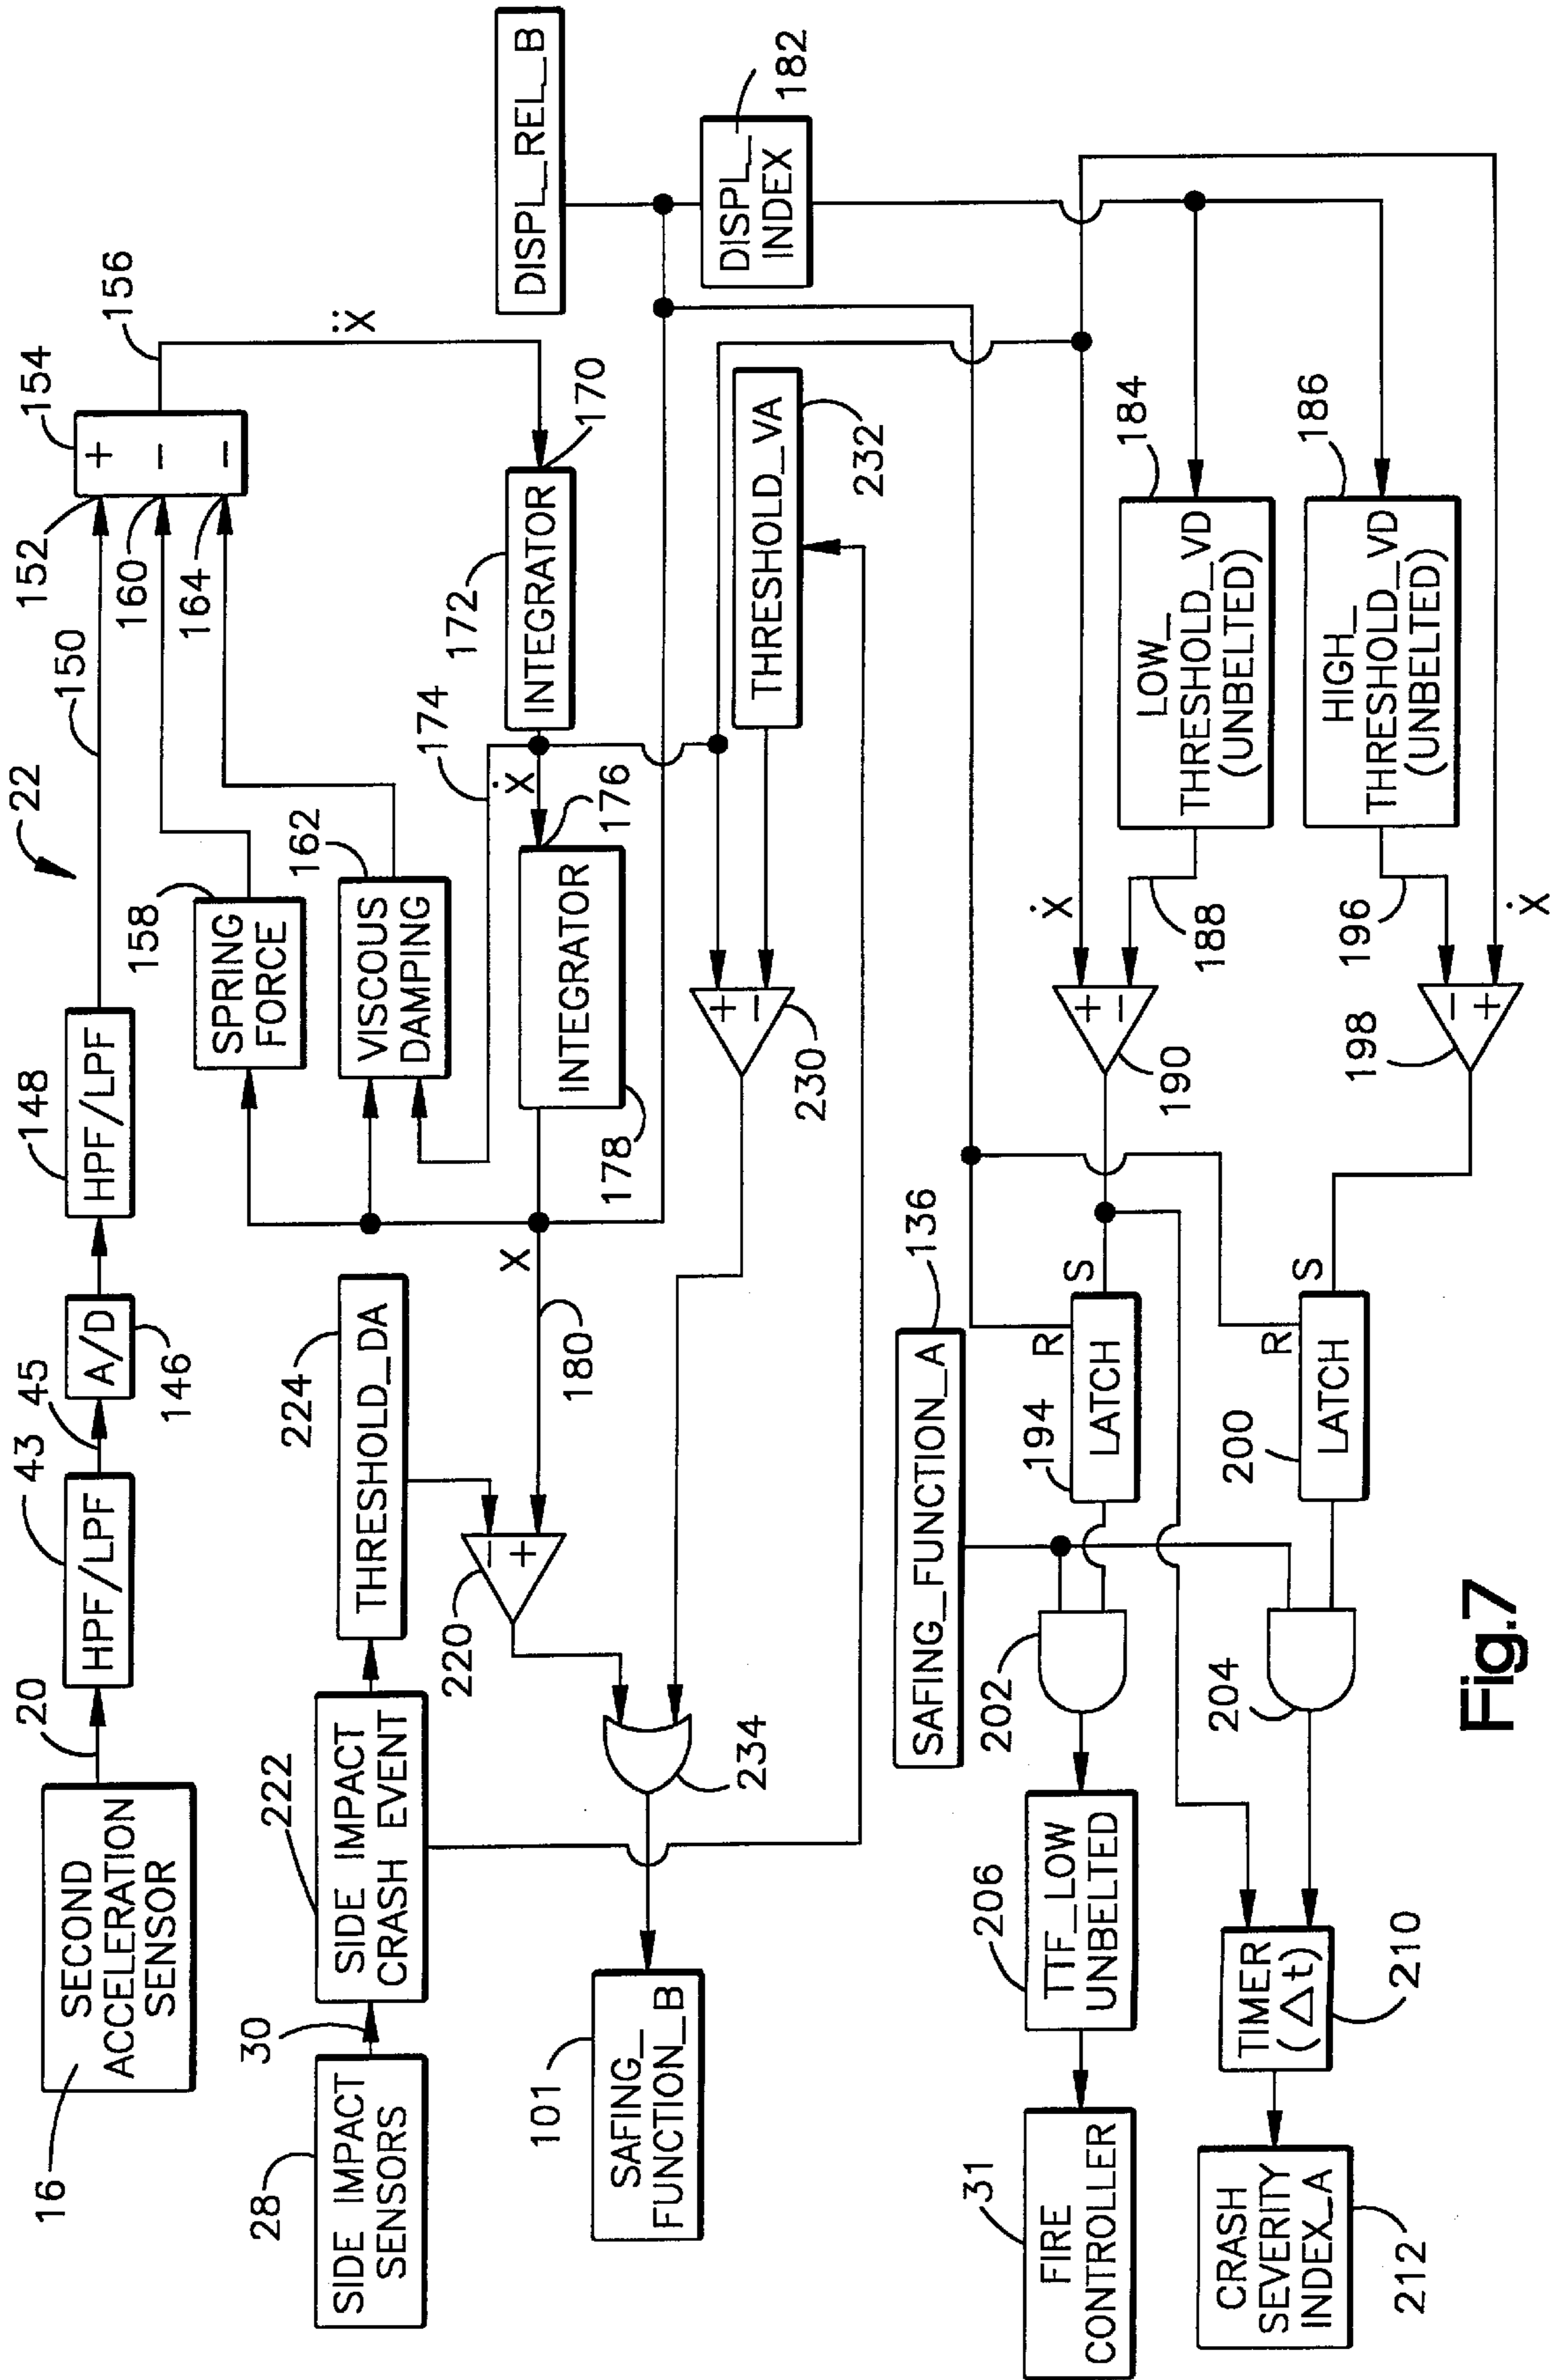 22
16
SECOND
ACCELERATION
SENSOR
20
43
HPF/LPF
45
A/D
146
148
HPF/LPF
150
152
154
+
−
−
156
160
164
Ẍ
158
SPRING
FORCE
162
VISCOUS
DAMPING
174
172
INTEGRATOR
170
Ẋ
176
INTEGRATOR
178
X
180
28
SIDE IMPACT
SENSORS
30
222
SIDE IMPACT
CRASH EVENT
224
THRESHOLD_DA
220
−
+
234
101
SAFING_
FUNCTION_B
230
+
−
THRESHOLD_VA
232
DISPL_REL_B
DISPL_
INDEX
182
SAFING_FUNCTION_A
136
31
FIRE
CONTROLLER
206
TTF_LOW
UNBELTED
202
194
LATCH
R
S
190
+
−
Ẋ
188
LOW_
THRESHOLD_VD
(UNBELTED)
184
212
CRASH
SEVERITY
INDEX_A
TIMER
(Δt)
210
204
200
LATCH
R
S
198
−
+
196
Ẋ
HIGH_
THRESHOLD_VD
(UNBELTED)
186
Fig.7